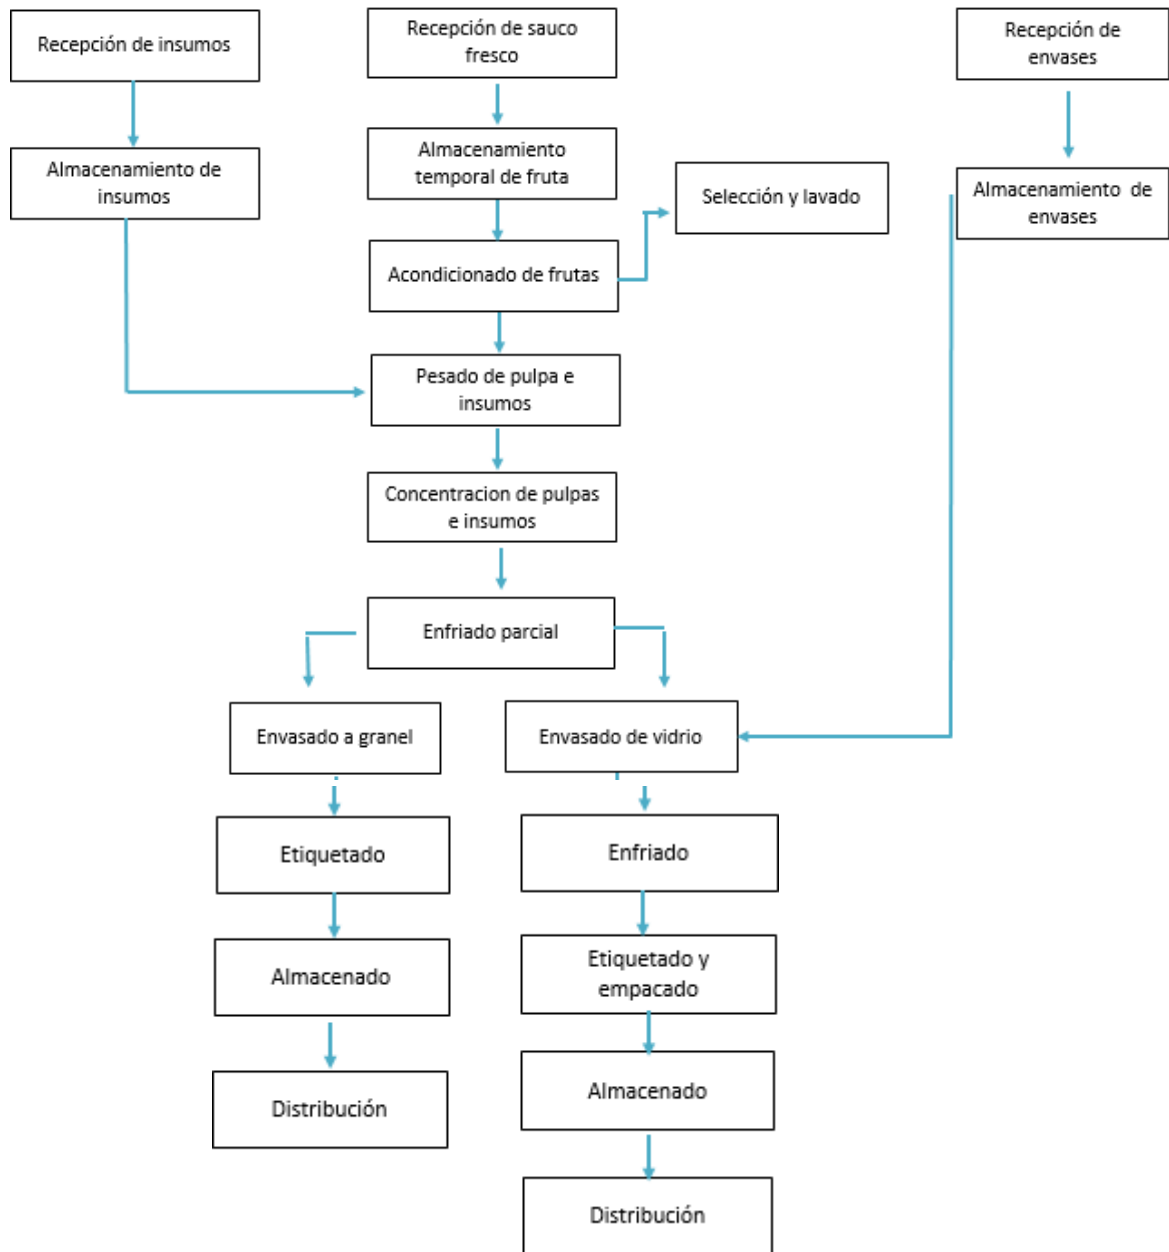 Recepción de insumos
Recepción de sauco
fresco
Recepción de
envases
Almacenamiento de
insumos
Almacenamiento
temporal de fruta
Selección y lavado
Almacenamiento de
envases
Acondicionado de frutas
Pesado de pulpa e
insumos
Concentracion de pulpas
e insumos
Enfriado parcial
Envasado a granel
Envasado de vidrio
Etiquetado
Enfriado
Almacenado
Etiquetado y
empacado
Distribución
Almacenado
Distribución